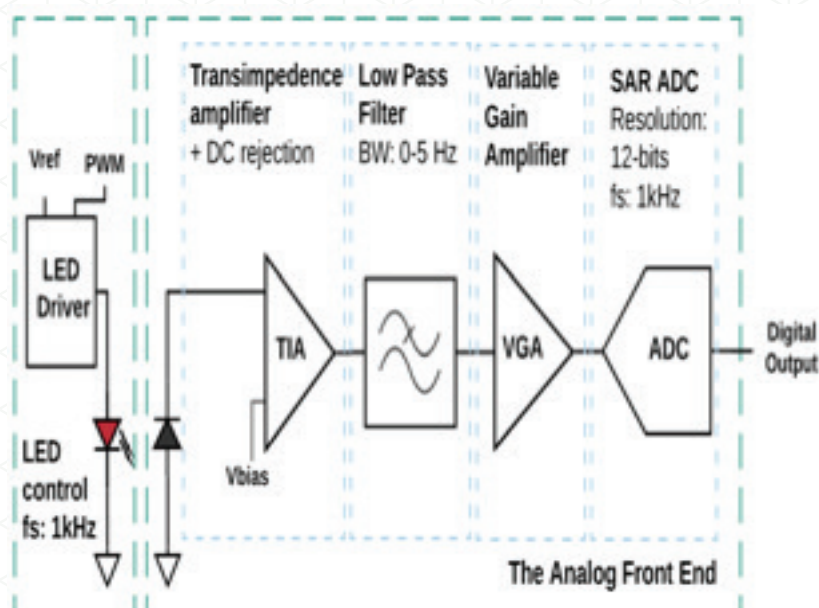 Transimpedence
amplifier
+ DC rejection
Low Pass
Filter
BW: 0-5 Hz
Variable
Gain
Amplifier
SAR ADC
Resolution:
12-bits
fs: 1kHz
Vref
PWM
LED
Driver
TIA
VGA
ADC
Digital
Output
Vbias
LED
control
fs: 1kHz
The Analog Front End